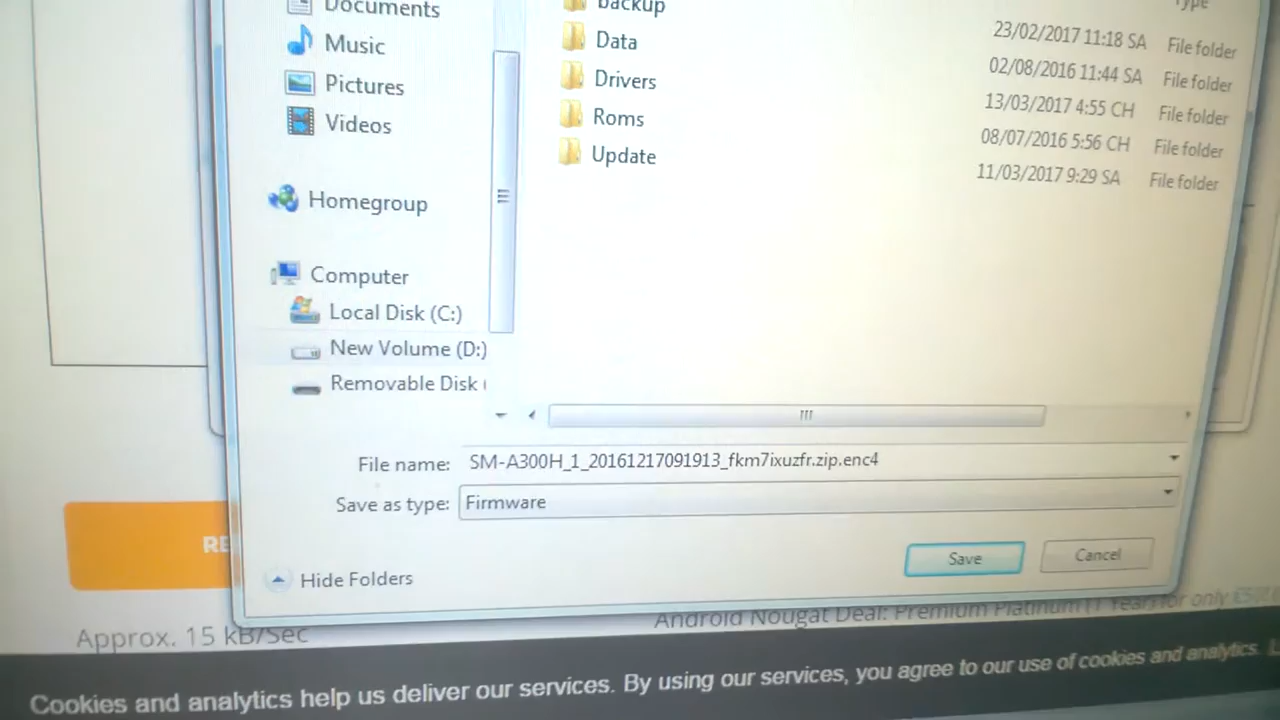 Documents
backup
Type
Music
Data
23/02/2017 11:18 SA
File folder
Pictures
Drivers
02/08/2016 11:44 SA
File folder
Videos
Roms
13/03/2017 4:55 CH
File folder
Update
08/07/2016 5:56 CH
File folder
11/03/2017 9:29 SA
File folder
Homegroup
Computer
Local Disk (C:)
New Volume (D:)
Removable Disk (
File name: SM-A300H_1_20161217091913_fkm7ixuzfr.zip.enc4
Save as type: Firmware
RE
Save
Cancel
Hide Folders
Approx. 15 kB/Sec
Android Nougat Deal: Premium Platinum (1 Year) for only
Cookies and analytics help us deliver our services. By using our services, you agree to our use of cookies and analytics.